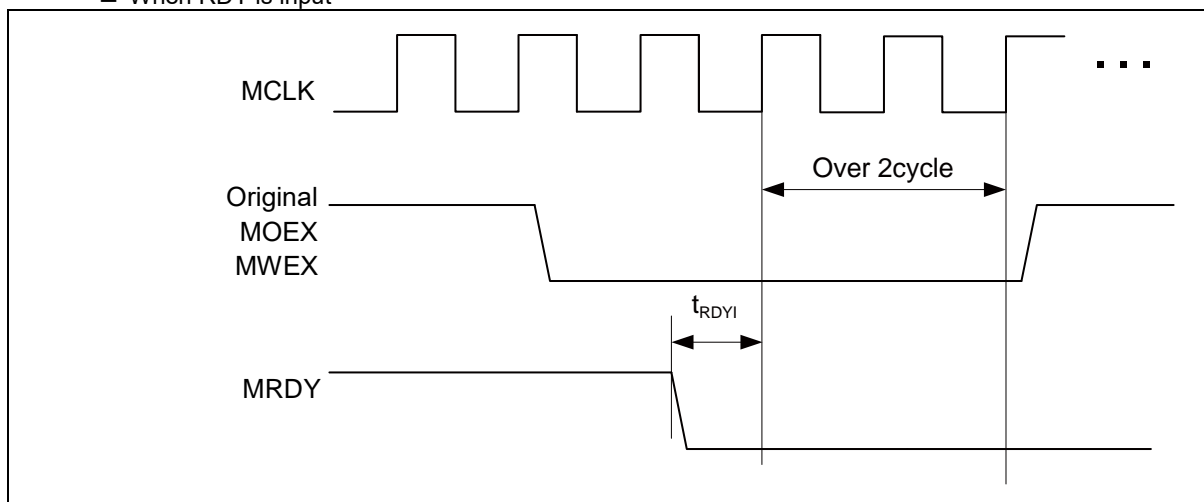 When RDY is input
MCLK
. . .
Over 2cycle
Original
MOEX
MWEX
tRDYI
MRDY